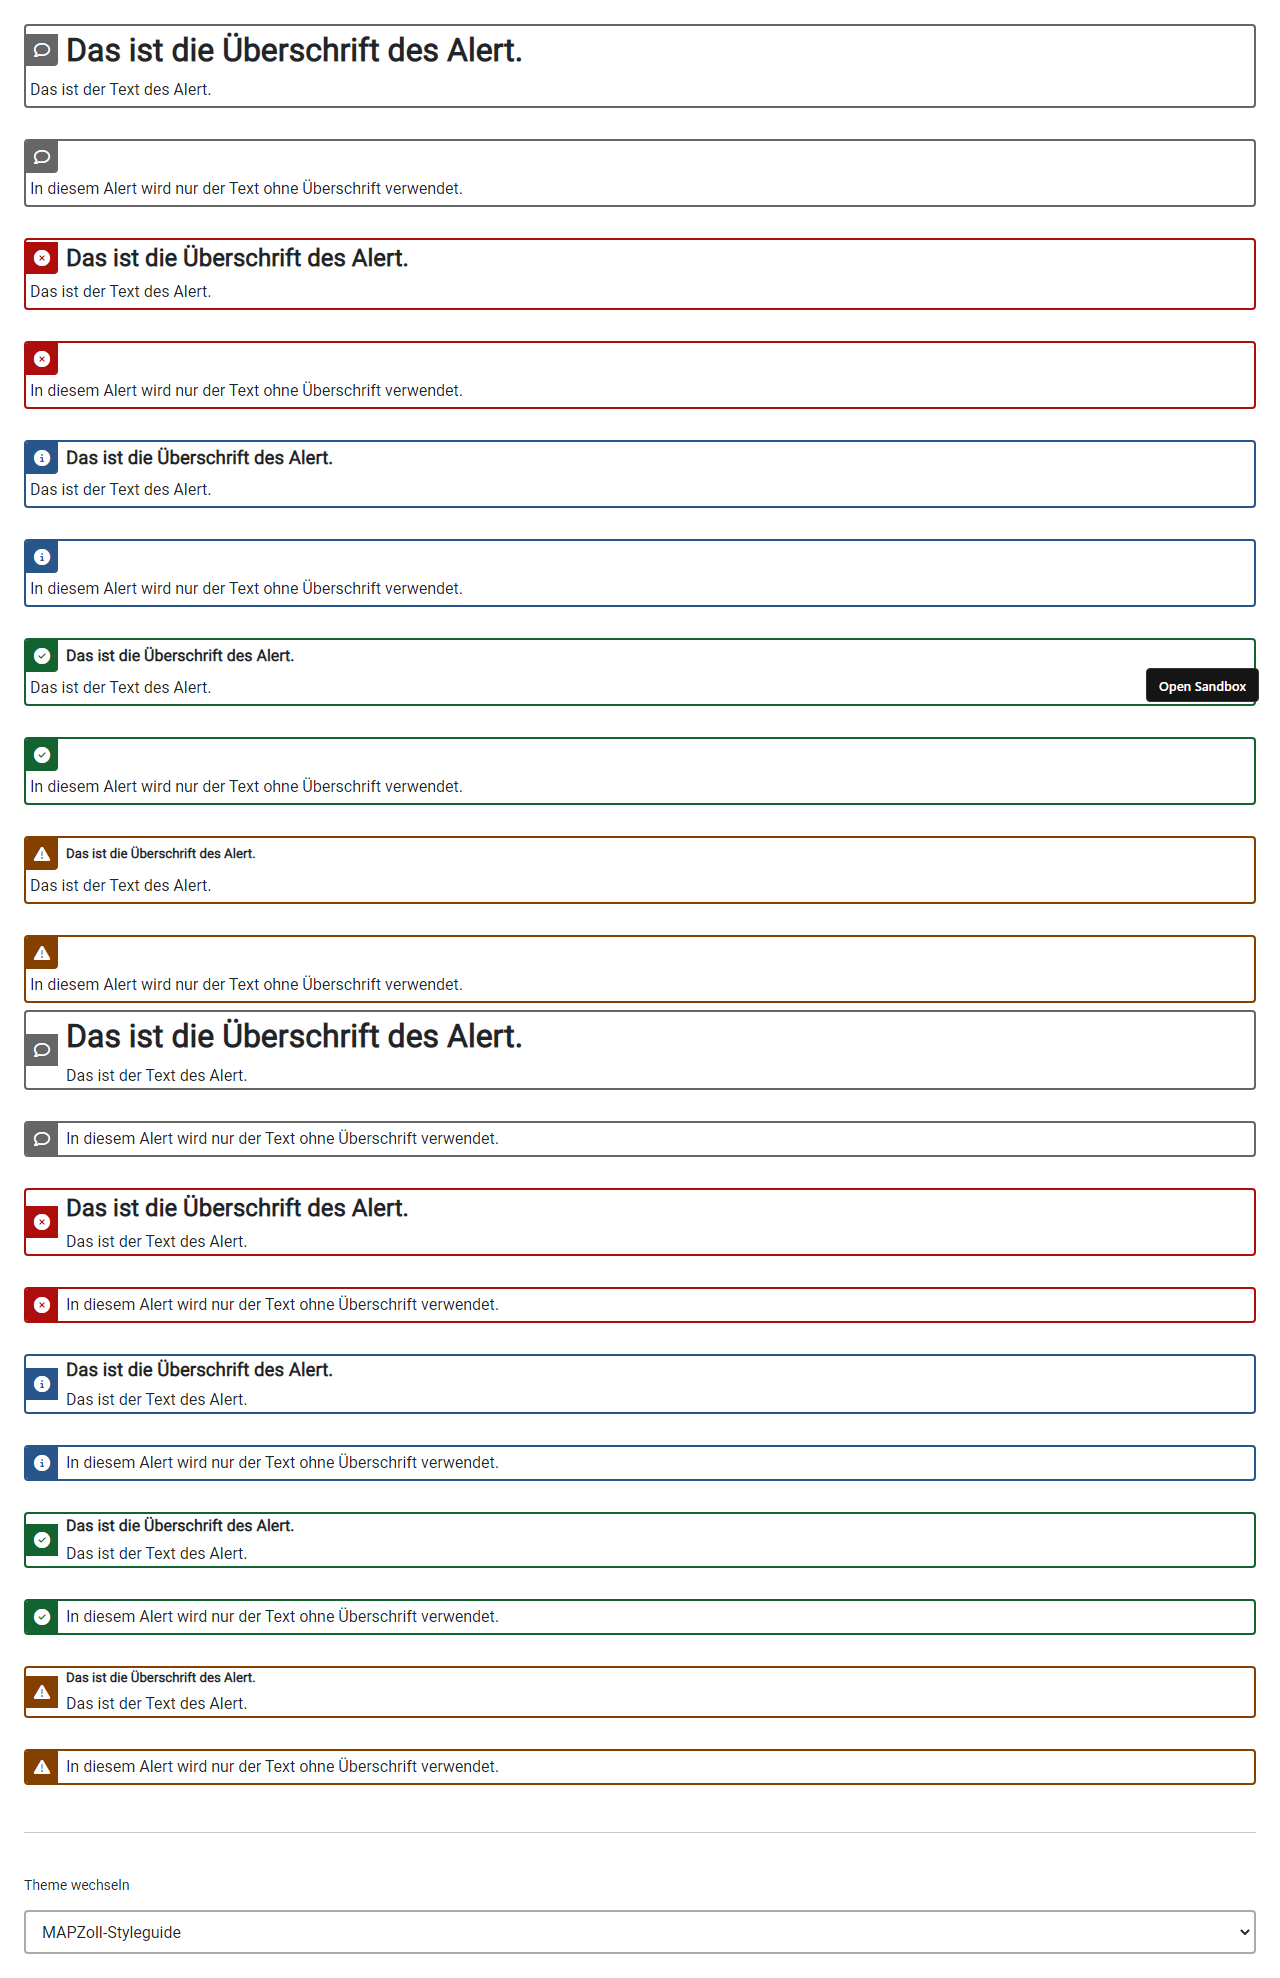 Das ist die Überschrift des Alert.
Das ist der Text des Alert.
In diesem Alert wird nur der Text ohne Überschrift verwendet.
Das ist die Überschrift des Alert.
Das ist der Text des Alert.
In diesem Alert wird nur der Text ohne Überschrift verwendet.
Das ist die Überschrift des Alert.
Das ist der Text des Alert.
In diesem Alert wird nur der Text ohne Überschrift verwendet.
Das ist die Überschrift des Alert.
Das ist der Text des Alert.
Open Sandbox
In diesem Alert wird nur der Text ohne Überschrift verwendet.
Das ist die Überschrift des Alert.
Das ist der Text des Alert.
In diesem Alert wird nur der Text ohne Überschrift verwendet.
Das ist die Überschrift des Alert.
Das ist der Text des Alert.
In diesem Alert wird nur der Text ohne Überschrift verwendet.
Das ist die Überschrift des Alert.
Das ist der Text des Alert.
In diesem Alert wird nur der Text ohne Überschrift verwendet.
Das ist die Überschrift des Alert.
Das ist der Text des Alert.
In diesem Alert wird nur der Text ohne Überschrift verwendet.
Das ist die Überschrift des Alert.
Das ist der Text des Alert.
In diesem Alert wird nur der Text ohne Überschrift verwendet.
Das ist die Überschrift des Alert.
Das ist der Text des Alert.
In diesem Alert wird nur der Text ohne Überschrift verwendet.
Theme wechseln
MAPZoll-Styleguide